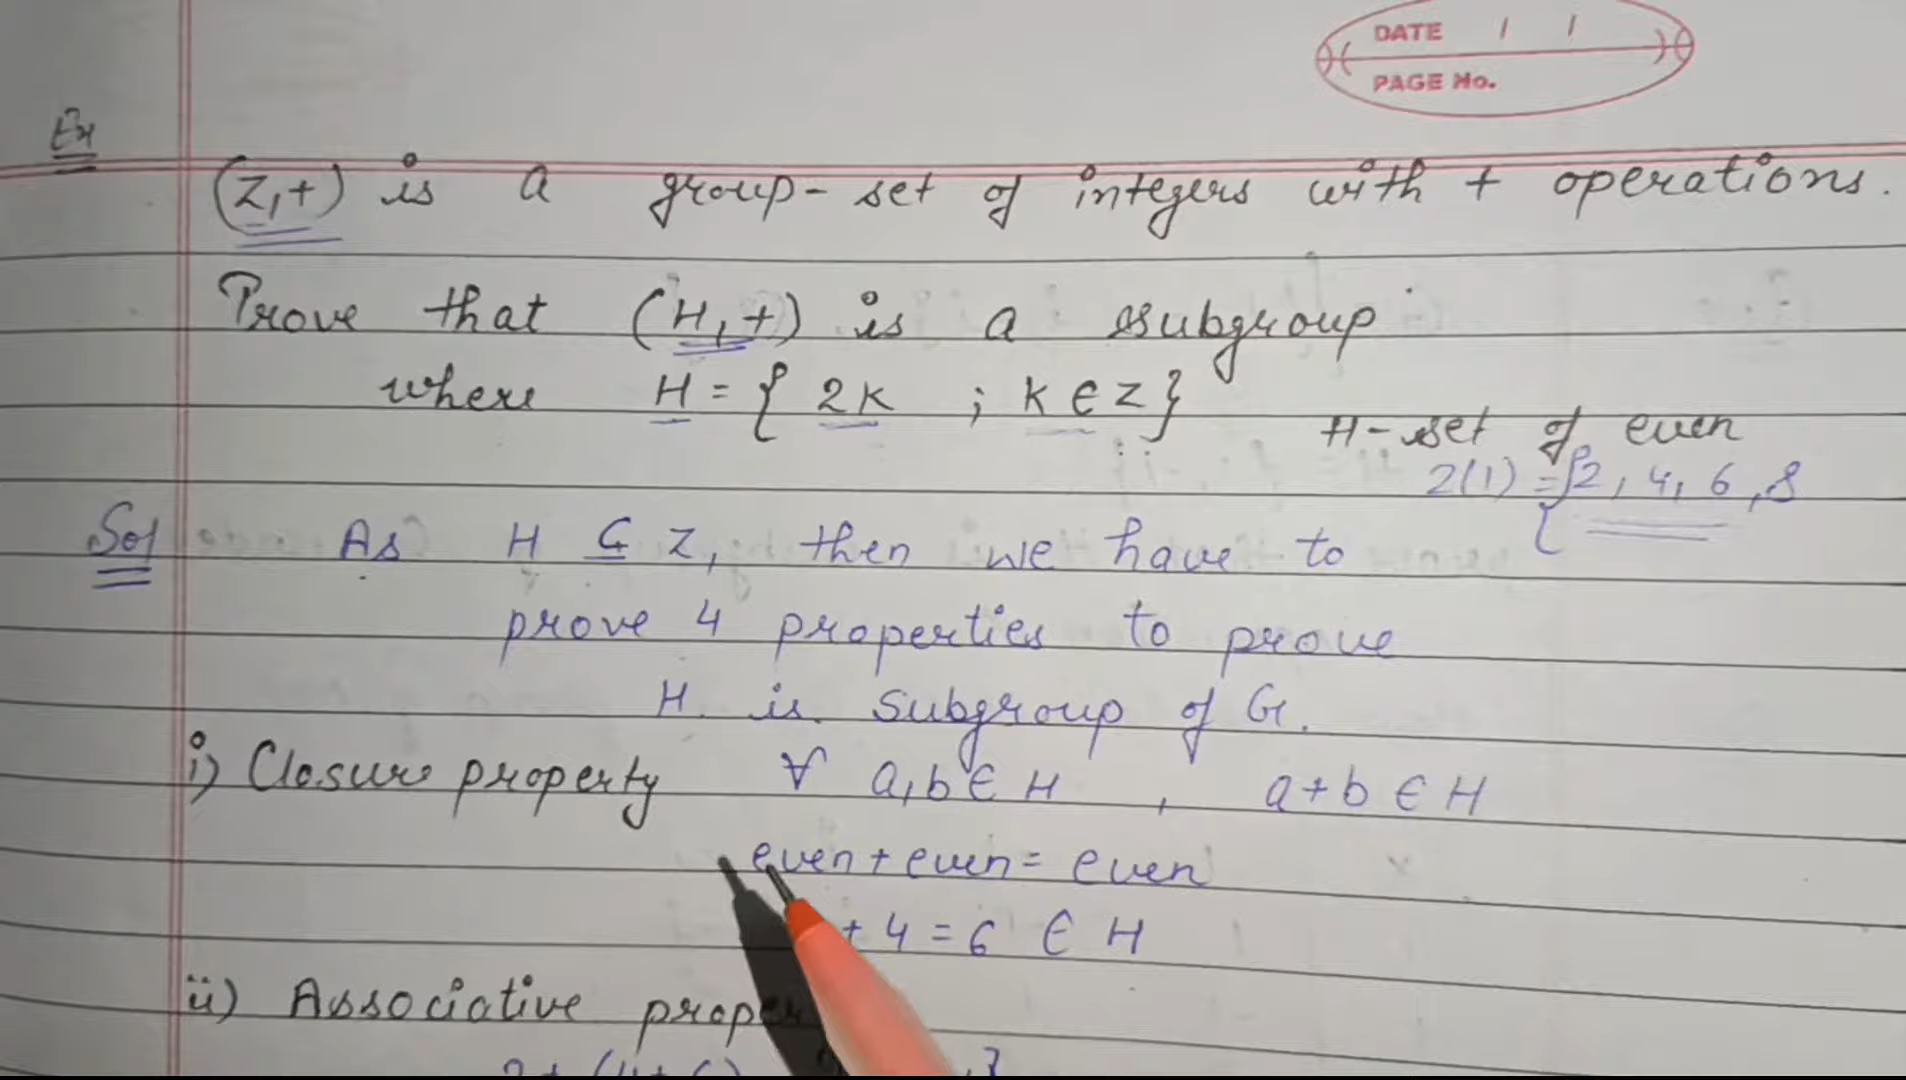 DATE / /
PAGE No.
Ex
(Z,+) is a group- set of integers with + operations.
Prove that (H,+) is a subgroup
where H = { 2K ; K ∈ Z }
H-set of even
2(1) = {2, 4, 6, 8
Sol As H ⊆ Z, then we have to
prove 4 properties to prove
H is Subgroup of G.
i) Closure property ∀ a,b ∈ H , a+b ∈ H
even + even = even
+ 4 = 6 ∈ H
ii) Associative